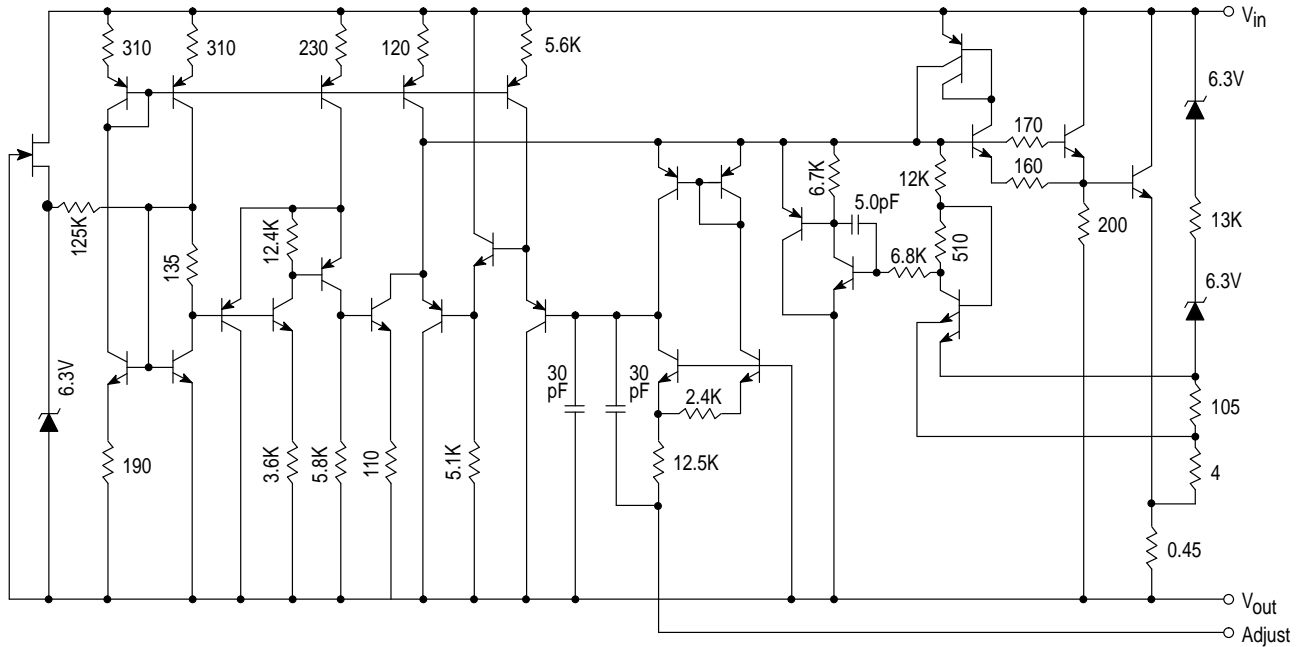 310
310
230
120
5.6K
Vin
6.3V
170
160
6.7K
12K
5.0pF
125K
135
12.4K
6.8K
510
200
13K
6.3V
6.3V
30
pF
30
pF
2.4K
105
190
3.6K
5.8K
110
5.1K
12.5K
4
0.45
Vout
Adjust